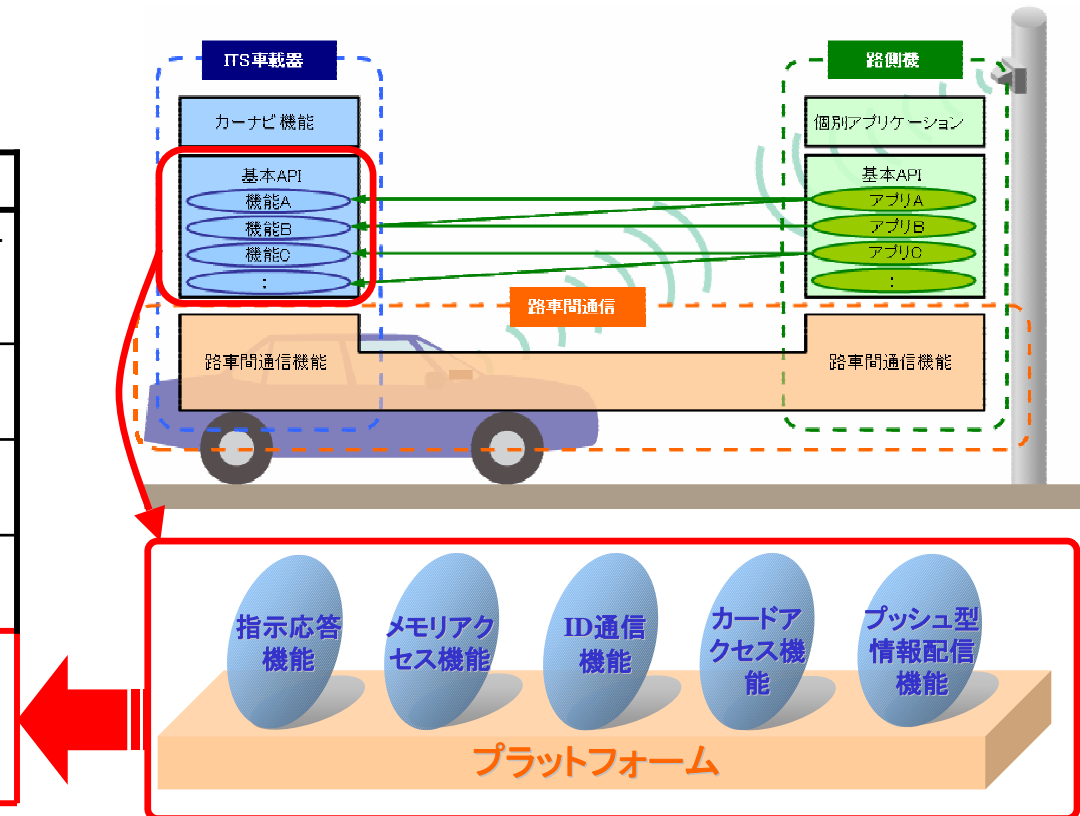 ITS車載器
路側機
カーナビ機能
個別アプリケーション
基本API
機能A
機能B
機能C
:
基本API
アプリA
アプリB
アプリC
:
路車間通信
路車間通信機能
路車間通信機能
指示応答
機能
メモリアク
セス機能
ID通信
機能
カードア
クセス機
能
プッシュ型
情報配信
機能
プラットフォーム